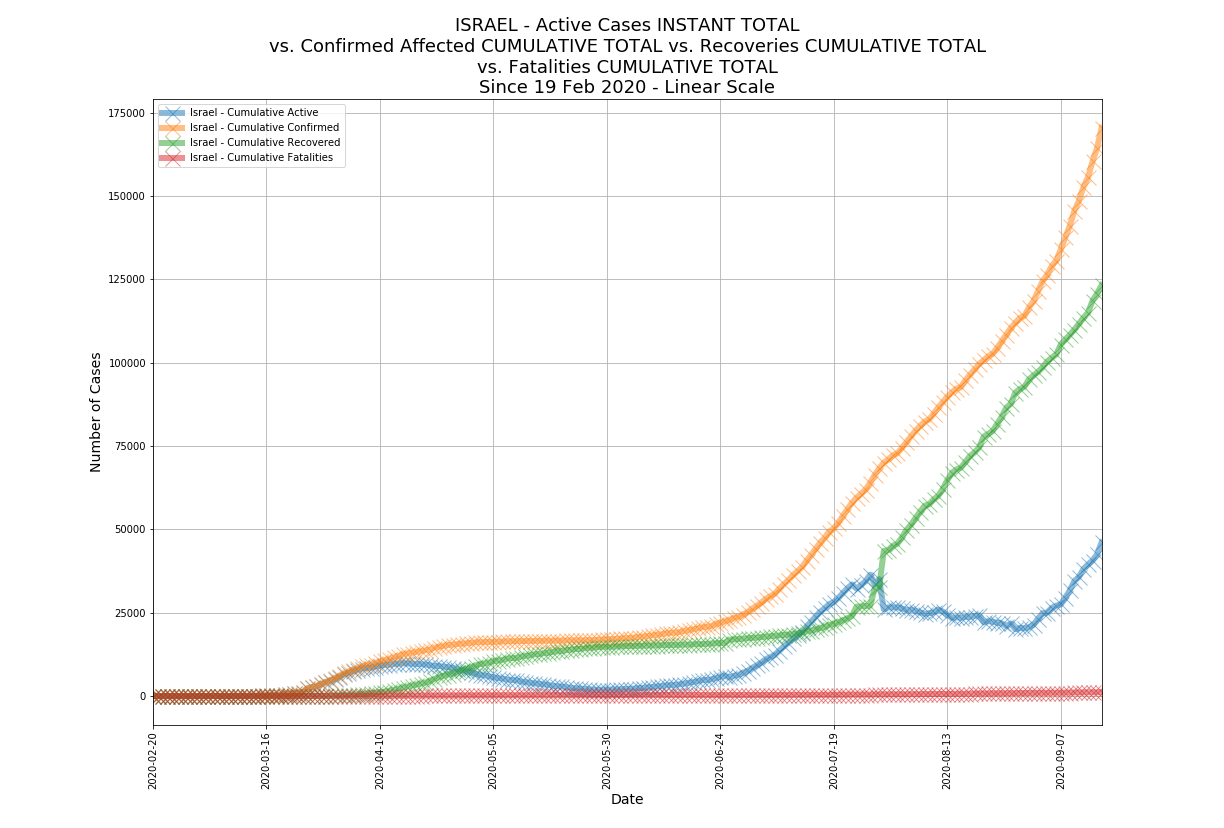 ISRAEL - Active Cases INSTANT TOTAL
vs. Confirmed Affected CUMULATIVE TOTAL vs. Recoveries CUMULATIVE TOTAL
vs. Fatalities CUMULATIVE TOTAL
Since 19 Feb 2020 - Linear Scale
Israel - Cumulative Active
Israel - Cumulative Confirmed
Israel - Cumulative Recovered
Israel - Cumulative Fatalities
Number of Cases
175000
150000
125000
100000
75000
50000
25000
0
2020-02-20
2020-03-16
2020-04-10
2020-05-05
2020-05-30
2020-06-24
2020-07-19
2020-08-13
2020-09-07
Date